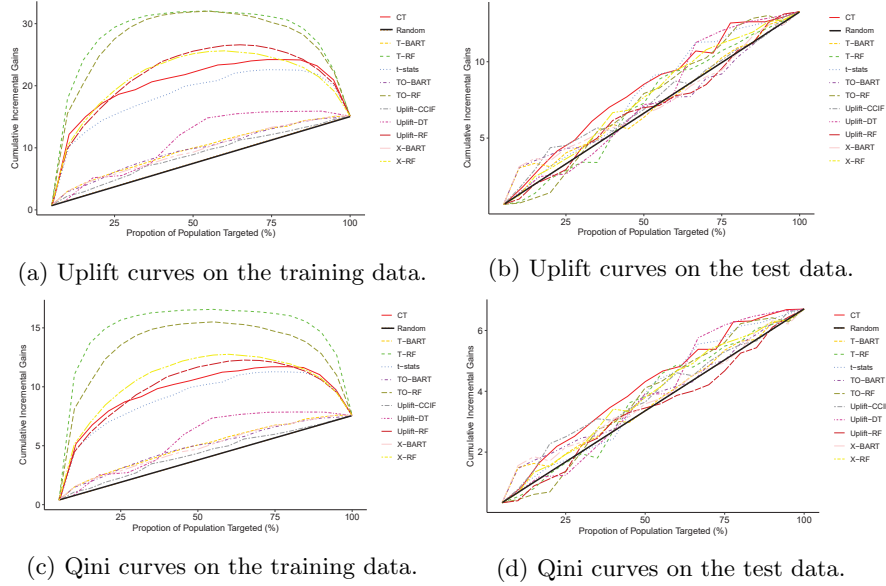 Cumulative Incremental Gains
30
20
10
0
25
50
75
100
Propotion of Population Targeted (%)
CT
Random
T-BART
T-RF
t-stats
TO-BART
TO-RF
Uplift-CCIF
Uplift-DT
Uplift-RF
X-BART
X-RF
(a) Uplift curves on the training data.
Cumulative Incremental Gains
10
5
25
50
75
100
Propotion of Population Targeted (%)
CT
Random
T-BART
T-RF
t-stats
TO-BART
TO-RF
Uplift-CCIF
Uplift-DT
Uplift-RF
X-BART
X-RF
(b) Uplift curves on the test data.
Cumulative Incremental Gains
15
10
5
0
25
50
75
100
Propotion of Population Targeted (%)
CT
Random
T-BART
T-RF
t-stats
TO-BART
TO-RF
Uplift-CCIF
Uplift-DT
Uplift-RF
X-BART
X-RF
(c) Qini curves on the training data.
Cumulative Incremental Gains
6
4
2
25
50
75
100
Propotion of Population Targeted (%)
CT
Random
T-BART
T-RF
t-stats
TO-BART
TO-RF
Uplift-CCIF
Uplift-DT
Uplift-RF
X-BART
X-RF
(d) Qini curves on the test data.